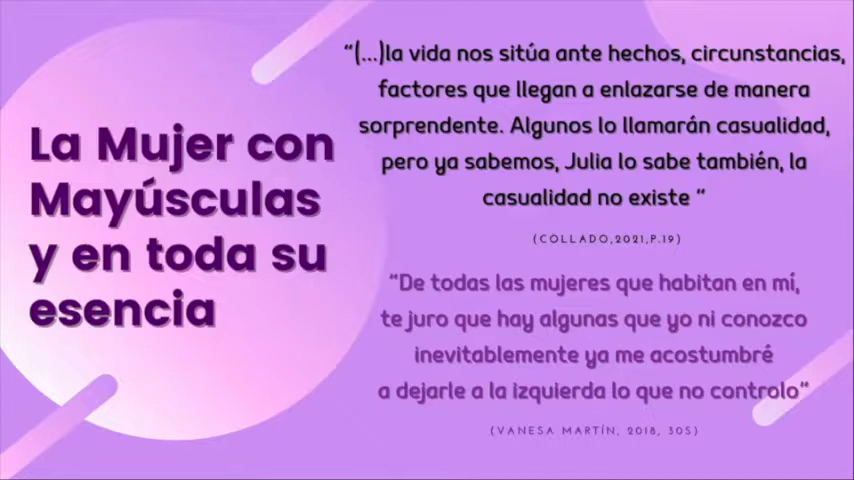 La Mujer con
Mayúsculas
y en toda su
esencia
“(...)la vida nos sitúa ante hechos, circunstancias,
factores que llegan a enlazarse de manera
sorprendente. Algunos lo llamarán casualidad,
pero ya sabemos, Julia lo sabe también, la
casualidad no existe “
(COLLADO,2021,P.19)
“De todas las mujeres que habitan en mí,
te juro que hay algunas que yo ni conozco
inevitablemente ya me acostumbré
a dejarle a la izquierda lo que no controlo”
(VANESA MARTÍN, 2018, 30S)